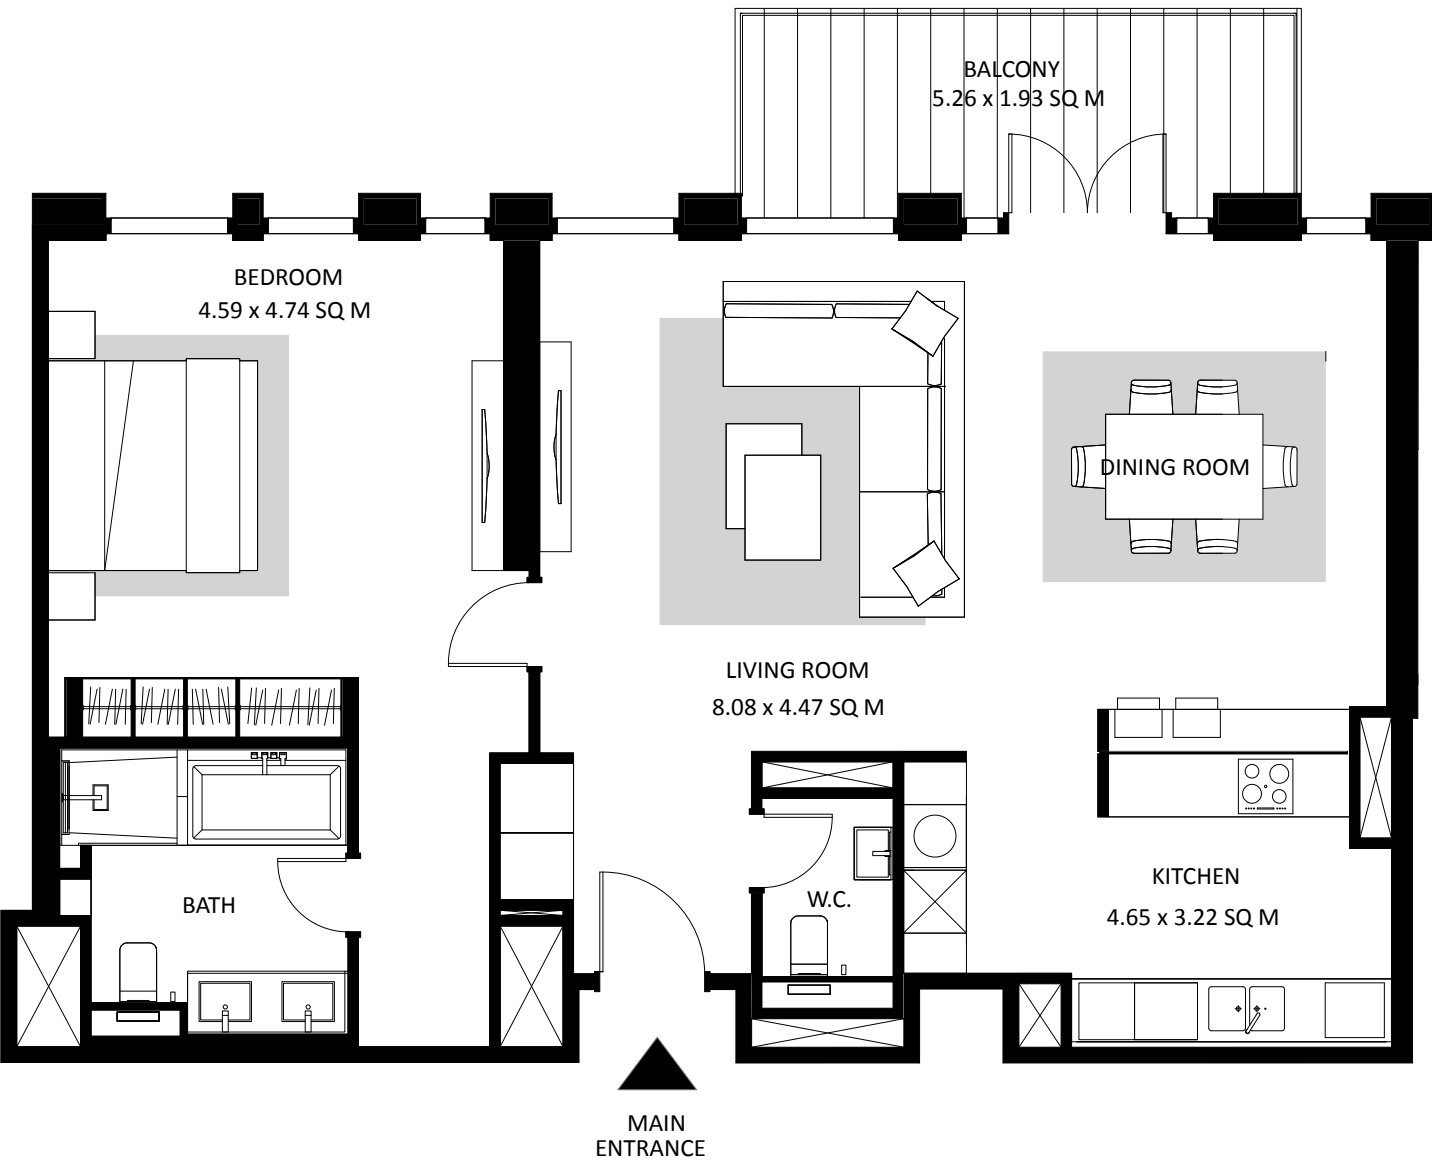 BALCONY
5.26 x 1.93 SQ M
BEDROOM
4.59 x 4.74 SQ M
DINING ROOM
LIVING ROOM
8.08 x 4.47 SQ M
KITCHEN
4.65 x 3.22 SQ M
BATH
W.C.
MAIN
ENTRANCE